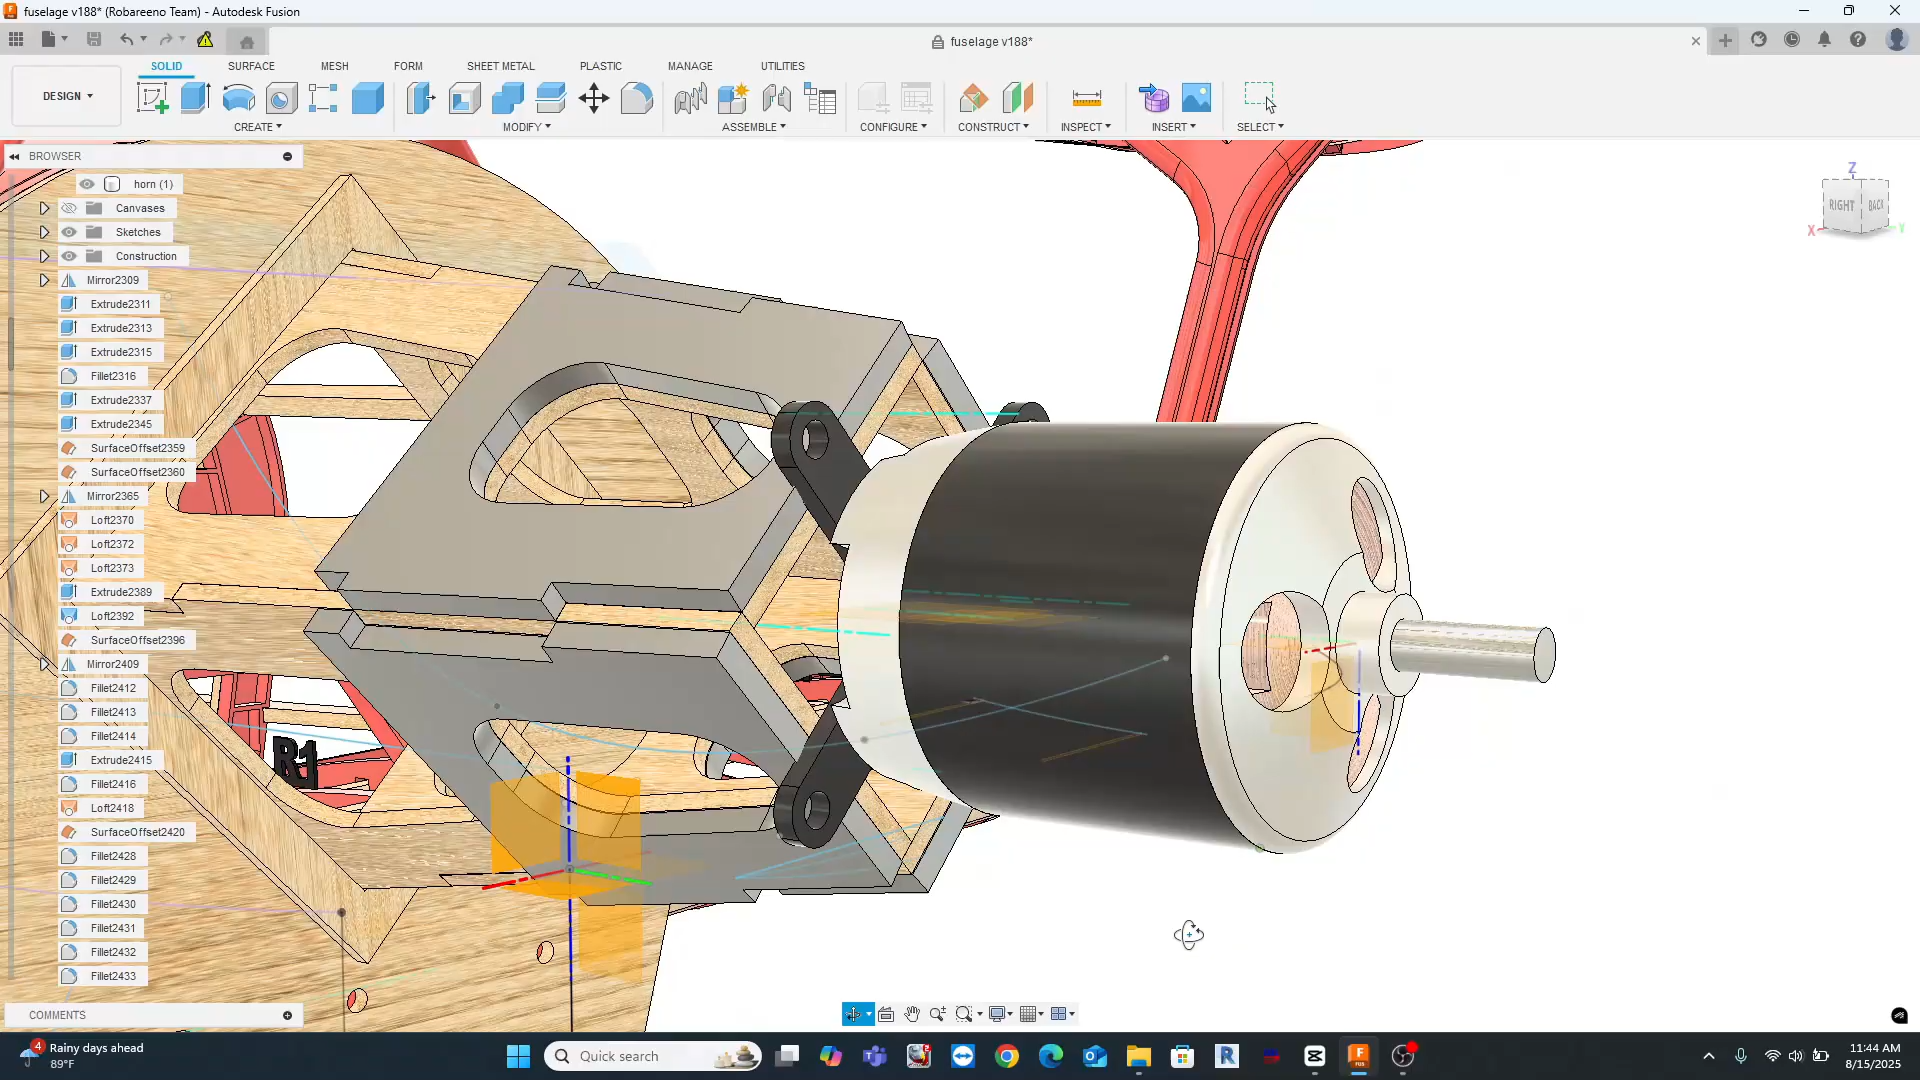 fuselage v188* (Robareeno Team) - Autodesk Fusion
fuselage v188*
DESIGN
SOLID
SURFACE
MESH
FORM
SHEET METAL
PLASTIC
MANAGE
UTILITIES
CREATE
MODIFY
ASSEMBLE
CONFIGURE
CONSTRUCT
INSPECT
INSERT
SELECT
BROWSER
horn (1)
Canvases
Sketches
Construction
Mirror2309
Extrude2311
Extrude2313
Extrude2315
Fillet2316
Extrude2337
Extrude2345
SurfaceOffset2359
SurfaceOffset2360
Mirror2365
Loft2370
Loft2372
Loft2373
Extrude2389
Loft2392
SurfaceOffset2396
Mirror2409
Fillet2412
Fillet2413
Fillet2414
Extrude2415
Fillet2416
Loft2418
SurfaceOffset2420
Fillet2428
Fillet2429
Fillet2430
Fillet2431
Fillet2432
Fillet2433
COMMENTS
R1
Z
RIGHT
BACK
X
Y
4
Rainy days ahead
89°F
Quick search
FUS
11:44 AM
8/15/2025